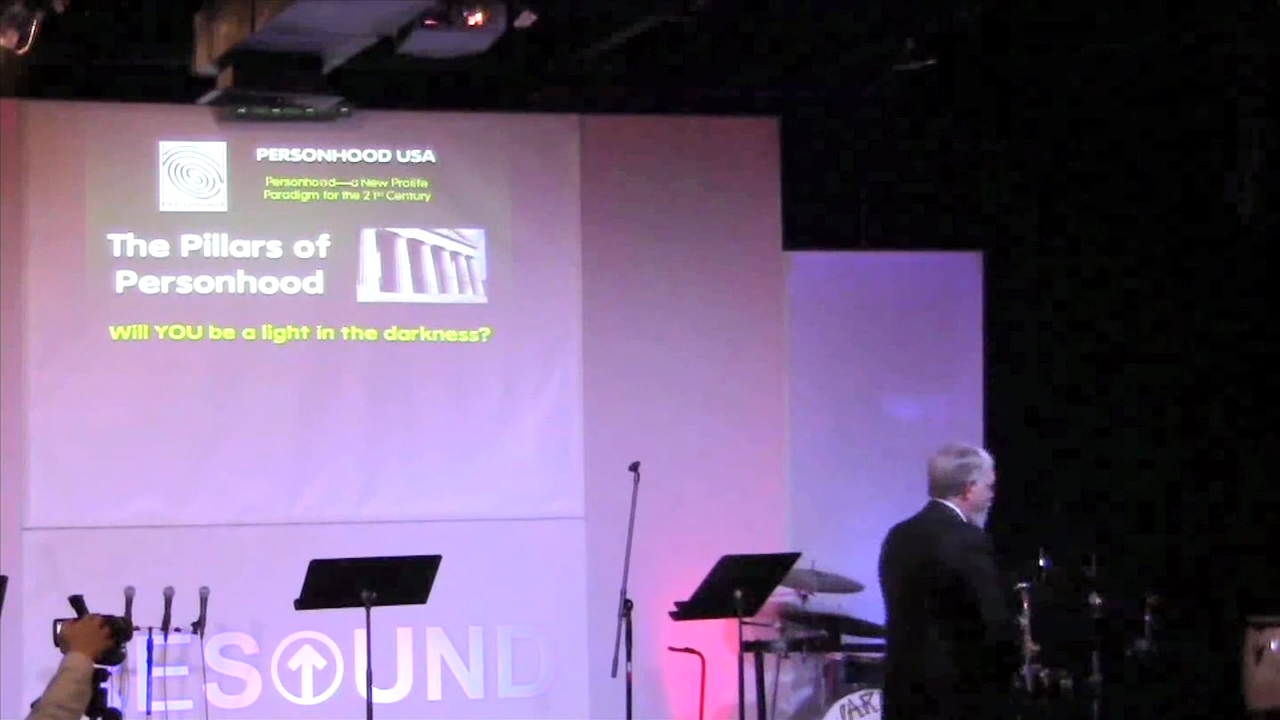 PERSONHOOD USA
Personhood—a New Prolife
Paradigm for the 21st Century
The Pillars of
Personhood
Will YOU be a light in the darkness?
RESOUND